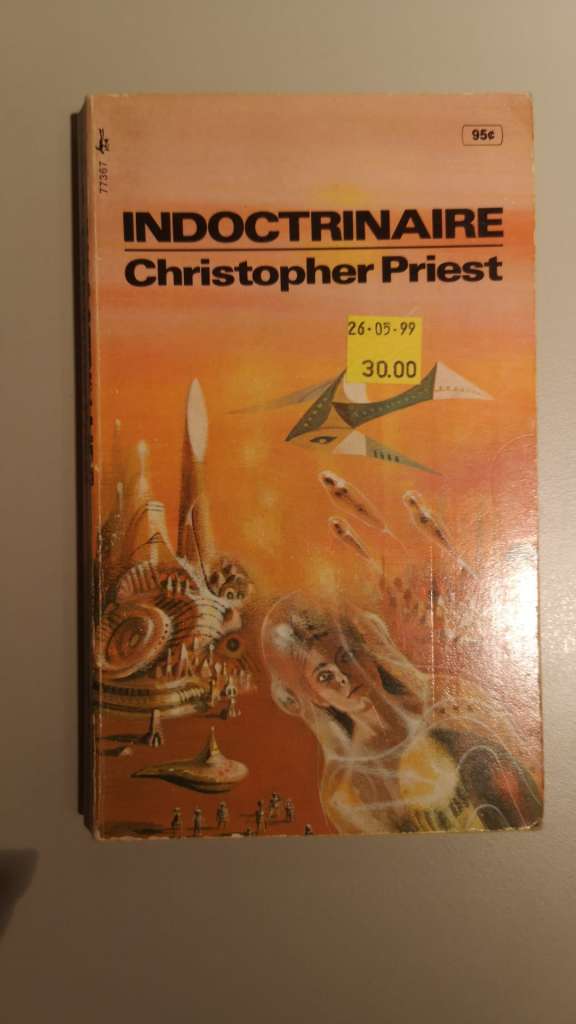 95¢
77367
INDOCTRINAIRE
Christopher Priest
26-05-99
30.00